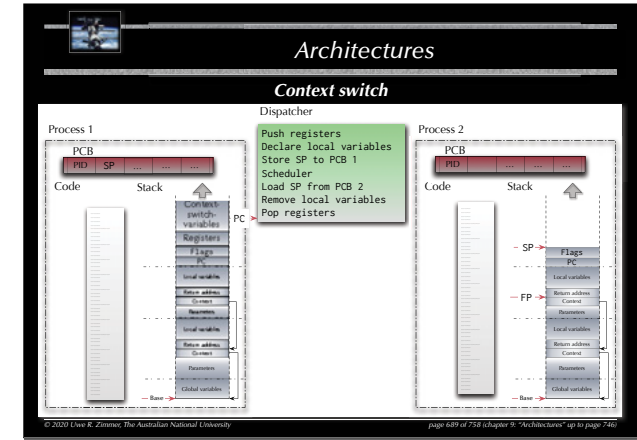 Architectures
Context switch
Dispatcher
Process 1
PCB
PID SP ... ... ...
Code
Stack
Context-
switch-
variables
Registers
Flags
PC
Local variables
Return address
Context
Parameters
Local variables
Return address
Context
Parameters
Global variables
Base
PC
Push registers
Declare local variables
Store SP to PCB 1
Scheduler
Load SP from PCB 2
Remove local variables
Pop registers
Process 2
PCB
PID ... ... ...
Code
Stack
SP
Flags
PC
Local variables
FP
Return address
Context
Parameters
Local variables
Return address
Context
Parameters
Global variables
Base
© 2020 Uwe R. Zimmer, The Australian National University
page 689 of 758 (chapter 9: "Architectures" up to page 746)